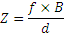 Z = f × B / d